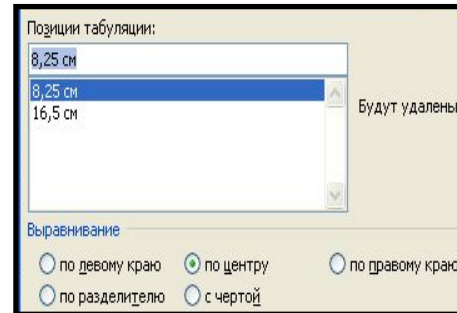 Позиции табуляции:
8,25 см
8,25 см
16,5 см
Будут удалены
Выравнивание
по левому краю по центру по правому краю
по разделителю с чертой